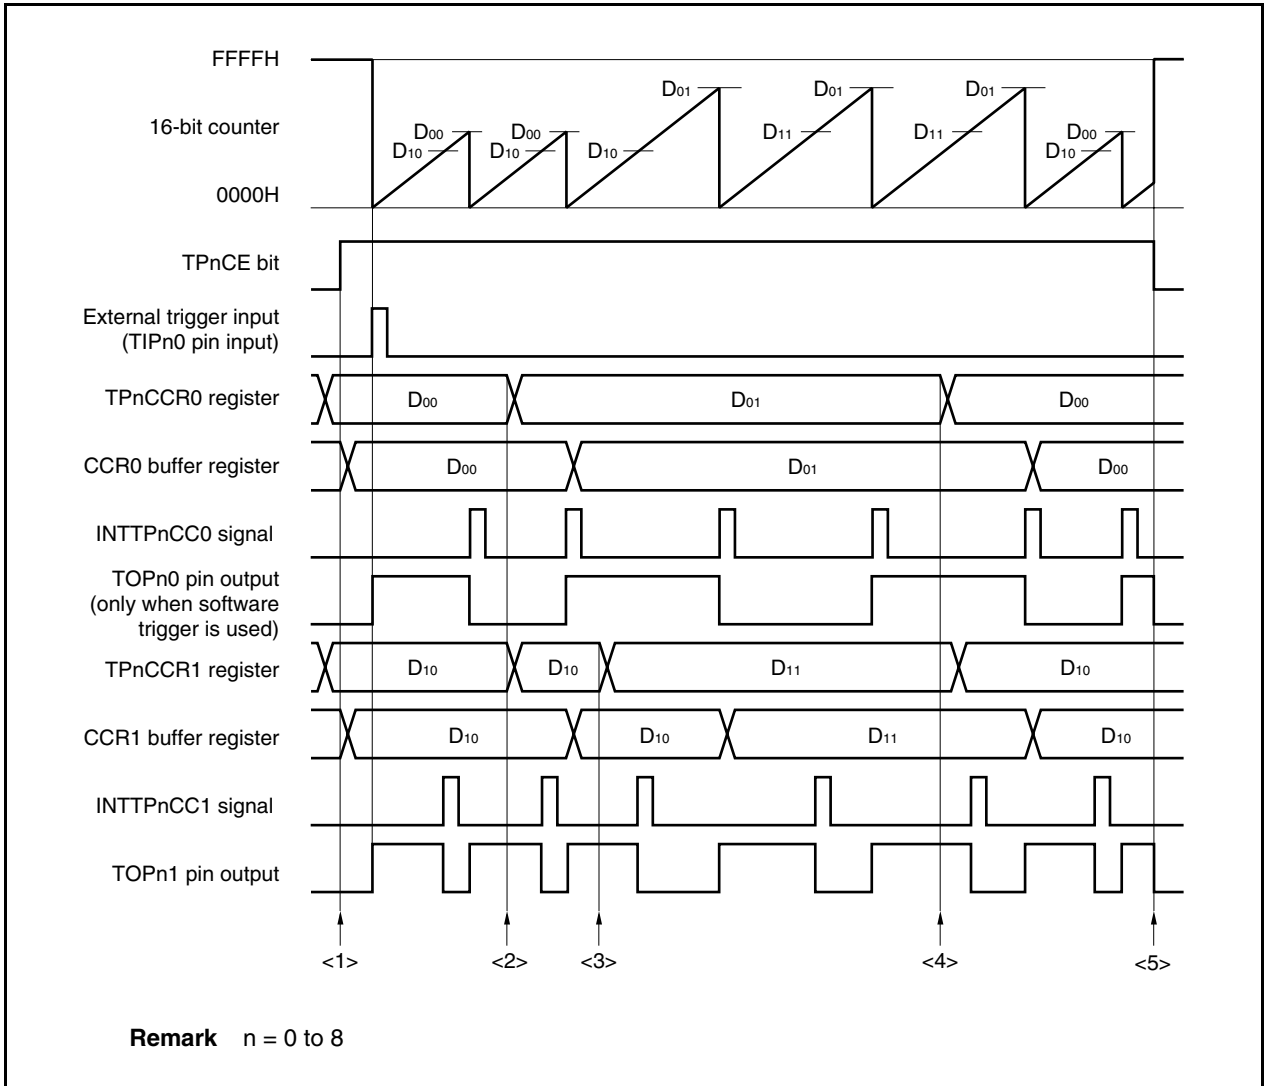 FFFFH
D01 D01 D01
16-bit counter
D00 D00 D11 D11 D00
D10 D10 D10 D10
0000H
TPnCE bit
External trigger input
(TIPn0 pin input)
TPnCCR0 register D00 D01 D00
CCR0 buffer register D00 D01 D00
INTTPnCC0 signal
TOPn0 pin output
(only when software
trigger is used)
TPnCCR1 register D10 D10 D11 D10
CCR1 buffer register D10 D10 D11 D10
INTTPnCC1 signal
TOPn1 pin output
<1> <2> <3> <4> <5>
Remark n = 0 to 8